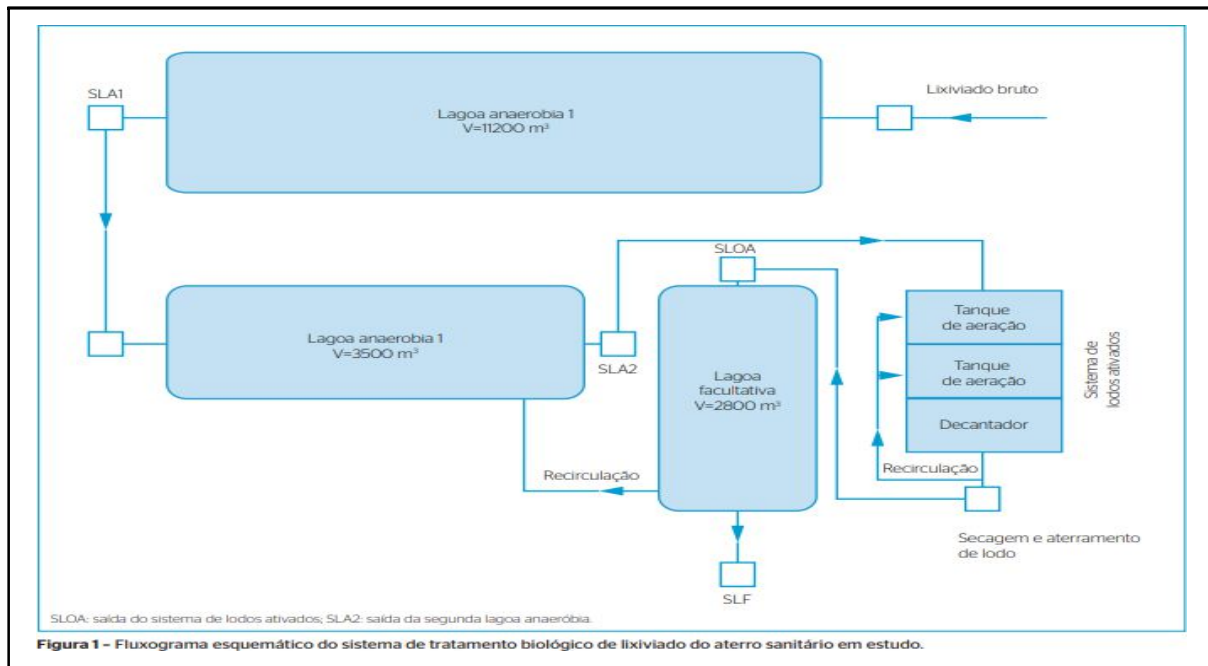 Lixiviado bruto
SLA1
Lagoa anaerobia 1
V=11200 m³
SLOA
Lagoa anaerobia 1
V=3500 m³
SLA2
Lagoa
facultativa
V=2800 m³
Tanque
de aeração
Tanque
de aeração
Decantador
Sistema de
lodos ativados
Recirculação
Recirculação
Secagem e aterramento
de lodo
SLF
SLOA: saída do sistema de lodos ativados; SLA2: saída da segunda lagoa anaeróbia.
Figura 1 – Fluxograma esquemático do sistema de tratamento biológico de lixiviado do aterro sanitário em estudo.